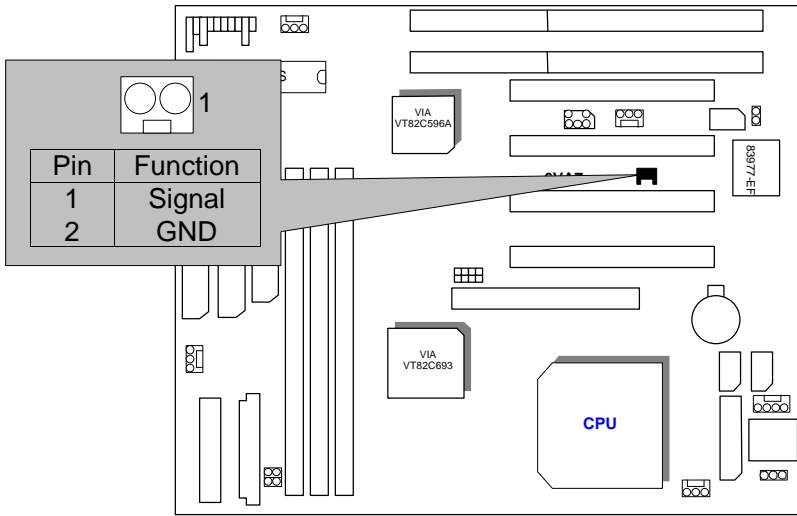 1
Pin Function
1 Signal
2 GND
S
VIA
VT82C596A
83977-EF
VIA
VT82C693
CPU